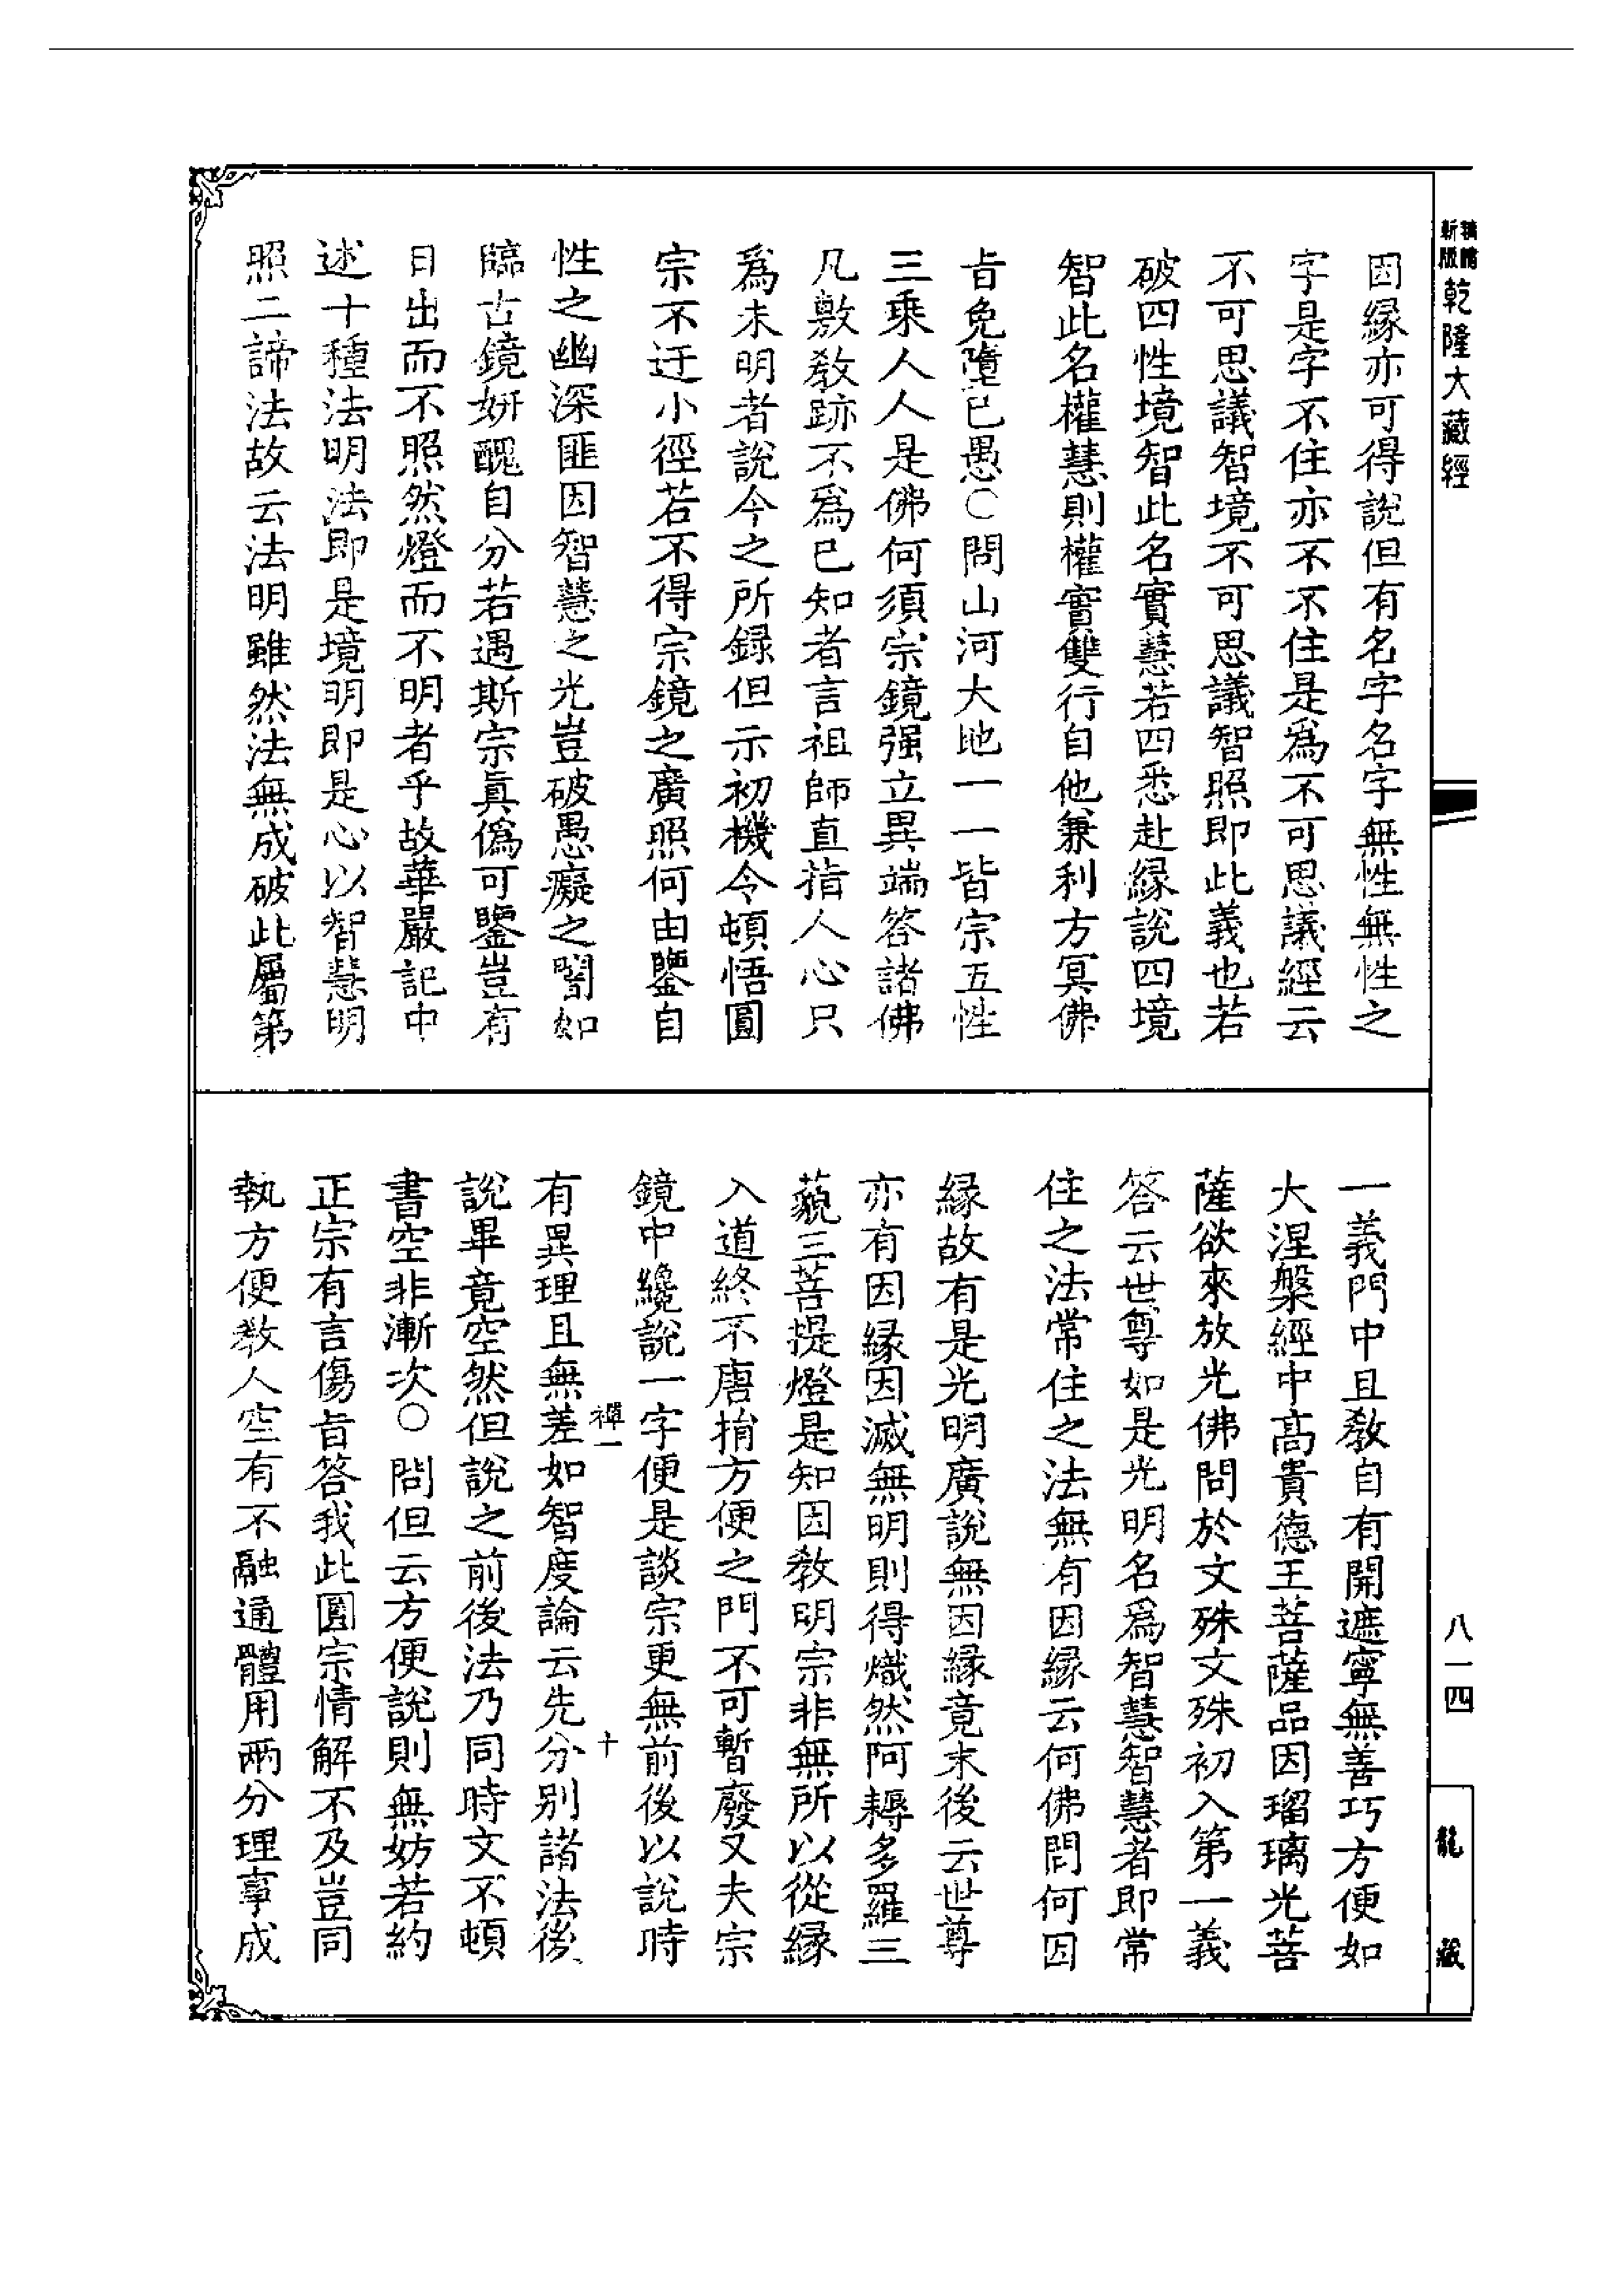 新版精縮乾隆大藏經
因緣亦可得說但有名字名字無性無性之
字是字不住亦不不住是為不可思議經云
不可思議智境不可思議智照即此義也若
破四性境智此名實慧若四悉赴緣說四境
智此名權慧則權實雙行自他兼利方冥佛
旨免墮已愚○問山河大地一一皆宗五性
三乘人人是佛何須宗鏡强立異端答諸佛
凡敷教跡不爲已知者言祖師直指人心只
爲未明者說今之所録但示初機令頓悟圓
宗不迂小徑若不得宗鏡之廣照何由鑒自
性之幽深匪因智慧之光豈破愚癡之闇如
臨古鏡妍醜自分若遇斯宗眞僞可鑒豈有
日出而不照然燈而不明者乎故華嚴記中
述十種法明法即是境明即是心以智慧明
照二諦法故云法明雖然法無成破此屬第
一義門中且教自有開遮寧無善巧方便如
大涅槃經中高貴德王菩薩品因瑠璃光菩
薩欲來放光佛問於文殊文殊初入第一義
答云世尊如是光明名爲智慧智慧者即常
住之法常住之法無有因緣云何佛問何因
緣故有是光明廣說無因緣竟末後云世尊
亦有因緣因滅無明則得熾然阿耨多羅三
藐三菩提燈是知因教明宗非無所以從緣
入道終不唐捐方便之門不可暫廢又夫宗
鏡中纔說一字便是談宗更無前後以說時
禪一 十
有異理且無差如智度論云先分別諸法後
說畢竟空然但說之前後法乃同時文不頓
書空非漸次○問但云方便說則無妨若約
正宗有言傷旨答我此圓宗情解不及豈同
執方便教人空有不融通體用兩分理事成
八一四
龍藏